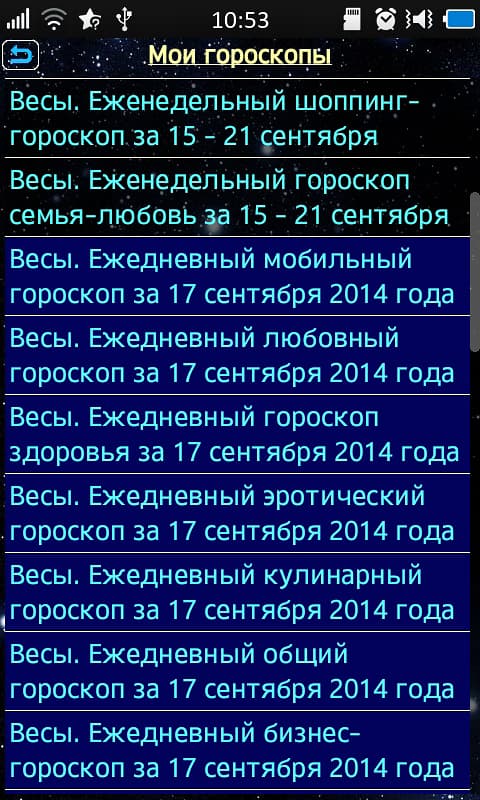 10:53
Мои гороскопы
Весы. Еженедельный шоппинг-
гороскоп за 15 - 21 сентября
Весы. Еженедельный гороскоп
семья-любовь за 15 - 21 сентября
Весы. Ежедневный мобильный
гороскоп за 17 сентября 2014 года
Весы. Ежедневный любовный
гороскоп за 17 сентября 2014 года
Весы. Ежедневный гороскоп
здоровья за 17 сентября 2014 года
Весы. Ежедневный эротический
гороскоп за 17 сентября 2014 года
Весы. Ежедневный кулинарный
гороскоп за 17 сентября 2014 года
Весы. Ежедневный общий
гороскоп за 17 сентября 2014 года
Весы. Ежедневный бизнес-
гороскоп за 17 сентября 2014 года